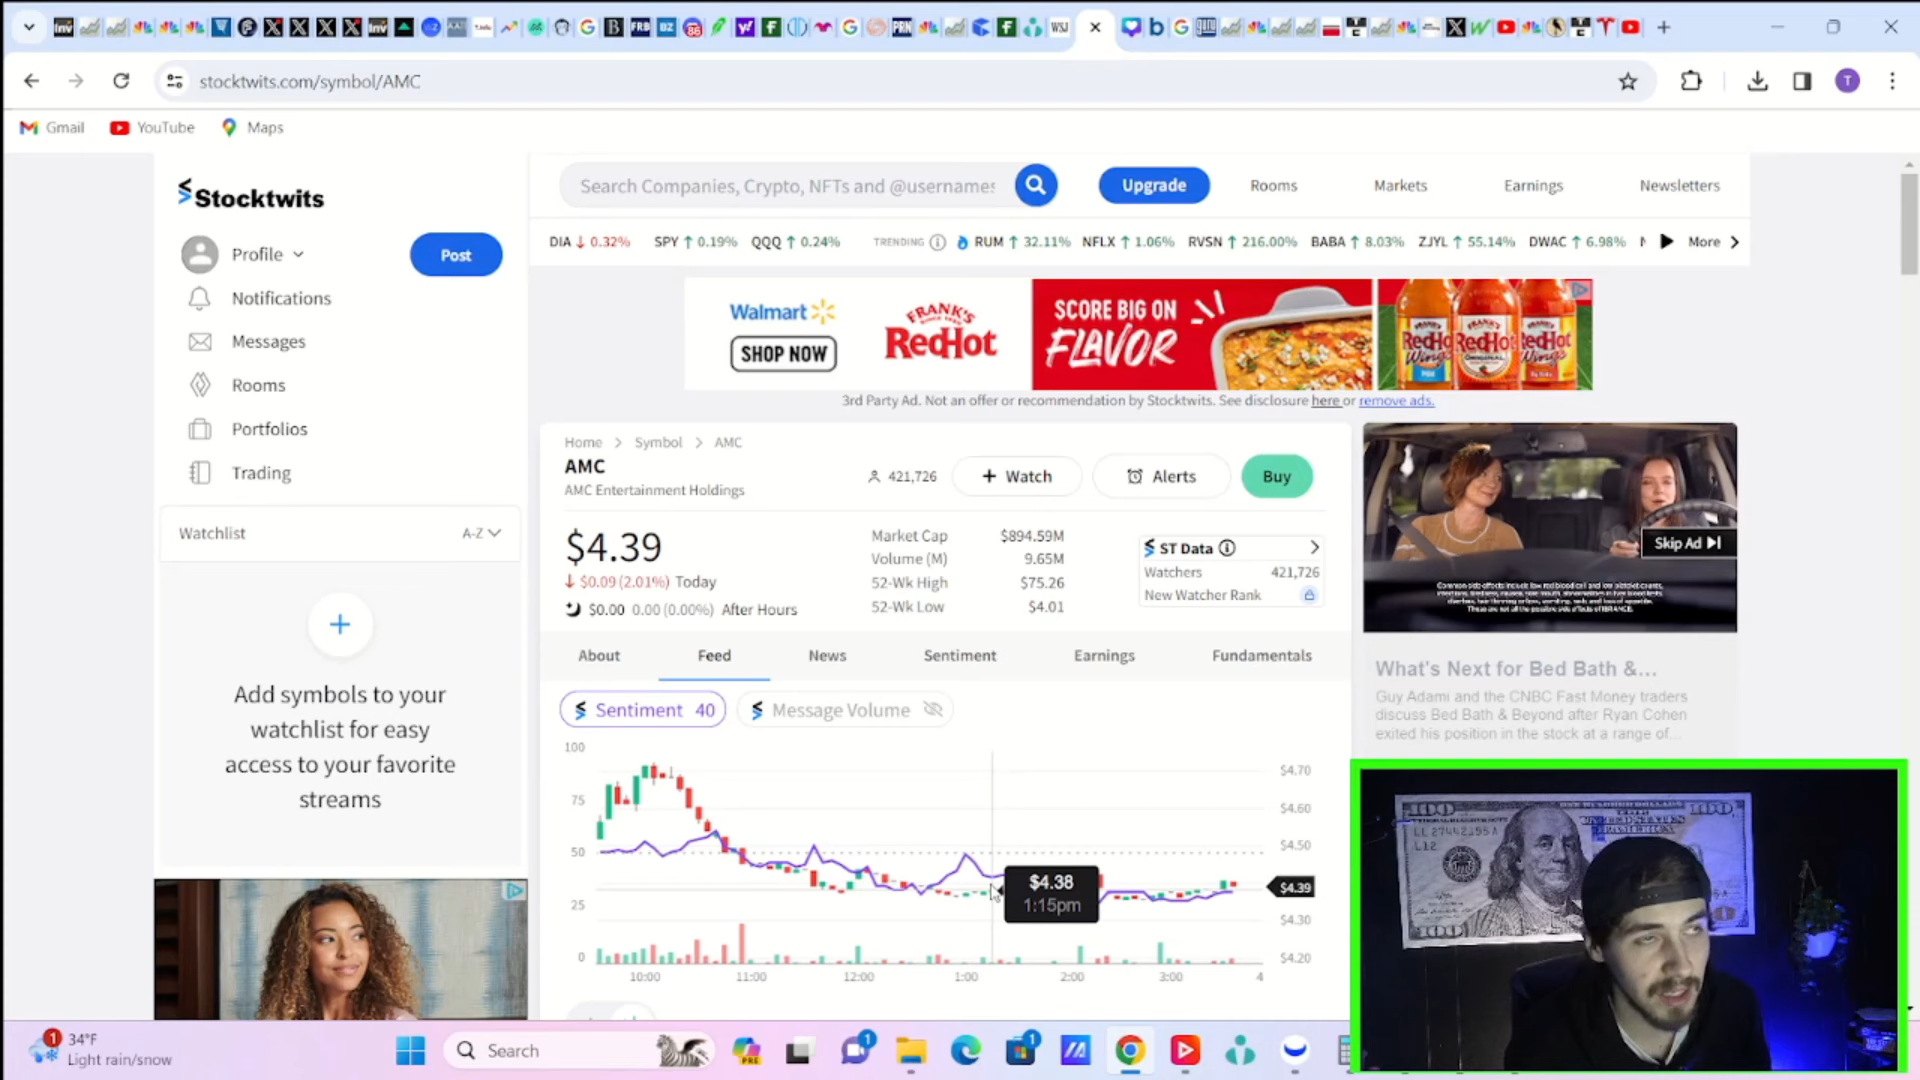 stocktwits.com/symbol/AMC
Gmail
YouTube
Maps
Stocktwits
Search Companies, Crypto, NFTs and @usernames
Upgrade
Rooms
Markets
Earnings
Newsletters
Profile
Post
DIA ↓ 0.32% SPY ↑ 0.19% QQQ ↑ 0.24% TRENDING RUM ↑ 32.11% NFLX ↑ 1.06% RVSN ↑ 216.00% BABA ↑ 8.03% ZJYL ↑ 55.14% DWAC ↑ 6.98% More
Notifications
Messages
Rooms
Portfolios
Trading
Walmart
SHOP NOW
FRANK'S
RedHot
SCORE BIG ON
FLAVOR
3rd Party Ad. Not an offer or recommendation by Stocktwits. See disclosure here or remove ads.
Home > Symbol > AMC
AMC
AMC Entertainment Holdings
421,726
+ Watch
Alerts
Buy
Watchlist
A-Z
$4.39
↓ $0.09 (2.01%) Today
$0.00 0.00 (0.00%) After Hours
Market Cap $894.59M
Volume (M) 9.65M
52-Wk High $75.26
52-Wk Low $4.01
ST Data
Watchers 421,726
New Watcher Rank
Skip Ad
Add symbols to your
watchlist for easy
access to your favorite
streams
About
Feed
News
Sentiment
Earnings
Fundamentals
What's Next for Bed Bath &...
Guy Adami and the CNBC Fast Money traders
discuss Bed Bath & Beyond after Ryan Cohen
exited his position in the stock at a range of...
Sentiment 40
Message Volume
100
75
50
25
0
$4.70
$4.60
$4.50
$4.39
$4.30
$4.20
$4.38
1:15pm
10:00 11:00 12:00 1:00 2:00 3:00 4
1
34°F
Light rain/snow
Search
PRE
1
1